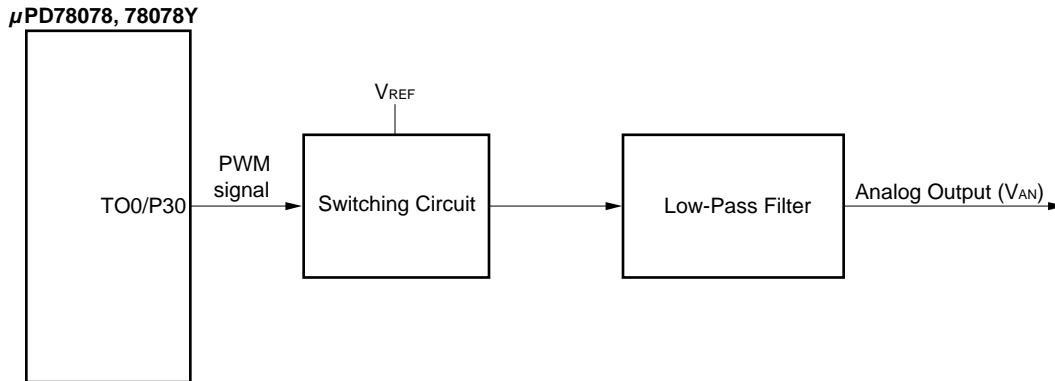 μPD78078, 78078Y
VREF
PWM
signal
TO0/P30
Switching Circuit
Low-Pass Filter
Analog Output (VAN)